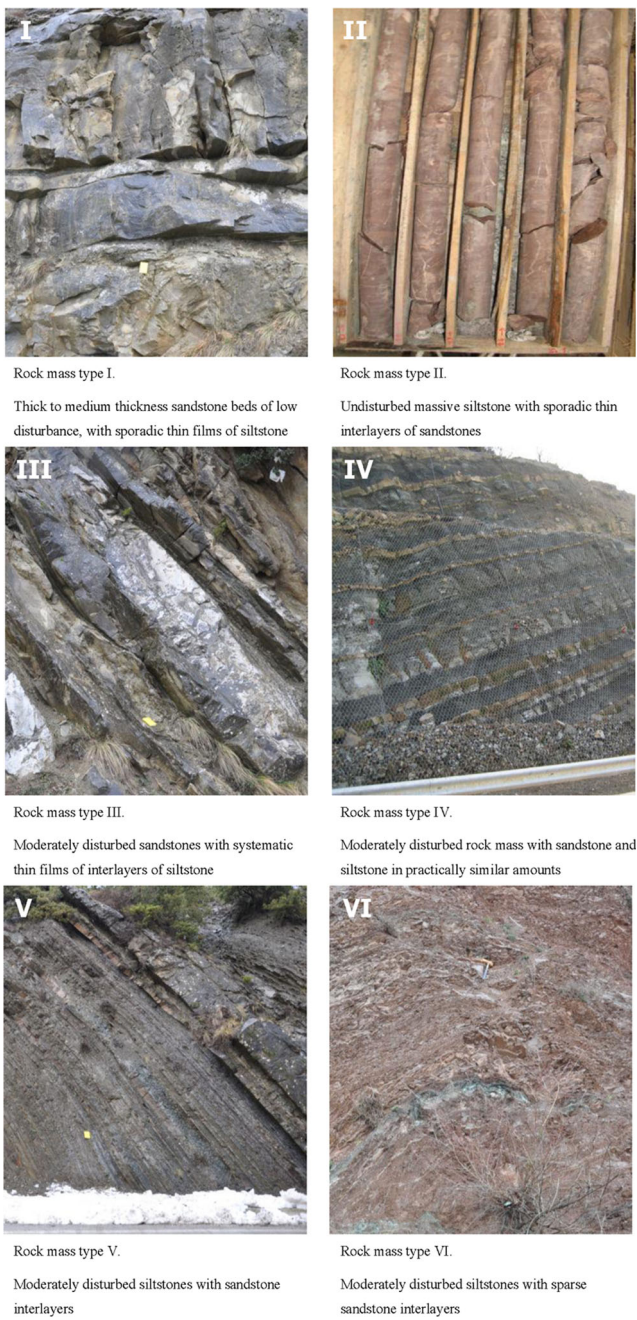 I
II
Rock mass type I.
Thick to medium thickness sandstone beds of low
disturbance, with sporadic thin films of siltstone
Rock mass type II.
Undisturbed massive siltstone with sporadic thin
interlayers of sandstones
III
IV
Rock mass type III.
Moderately disturbed sandstones with systematic
thin films of interlayers of siltstone
Rock mass type IV.
Moderately disturbed rock mass with sandstone and
siltstone in practically similar amounts
V
VI
Rock mass type V.
Moderately disturbed siltstones with sandstone
interlayers
Rock mass type VI.
Moderately disturbed siltstones with sparse
sandstone interlayers